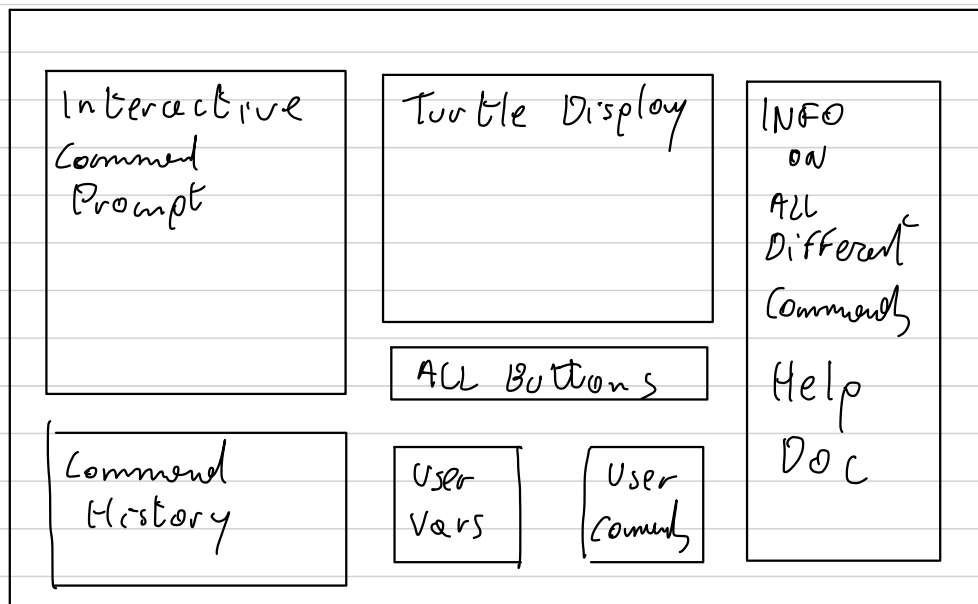 Interactive
Command
Prompt
Turtle Display
INFO
ON
ALL
Different
Commands
Help
DOC
ALL Buttons
Command
History
User
Vars
User
Commands